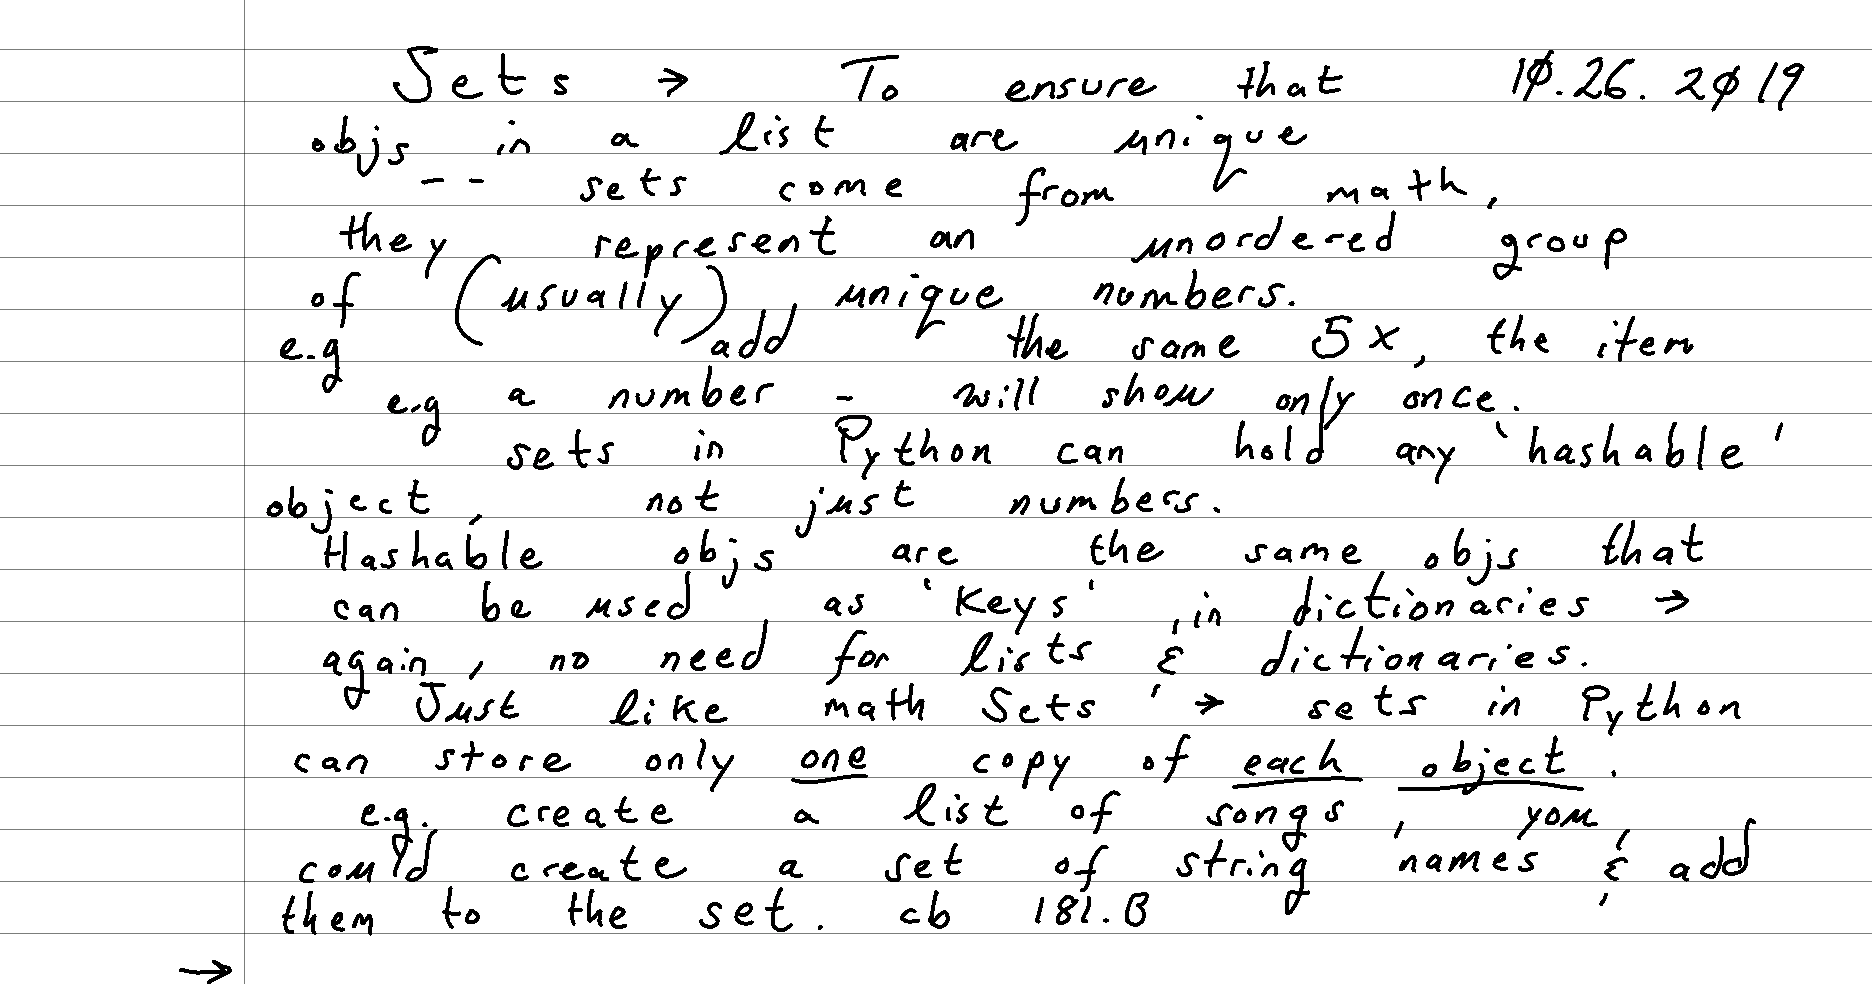 Sets → To ensure that 10.26.2019
objs in a list are unique
-- sets come from math,
they represent an unordered group
of (usually) unique numbers.
e.g add the same 5x, the item
e.g a number - will show only once.
sets in Python can hold any 'hashable'
object, not just numbers.
Hashable objs are the same objs that
can be used as 'keys' in dictionaries →
again, no need for lists & dictionaries.
Just like math Sets → sets in Python
can store only one copy of each object.
e.g. create a list of songs, you
could create a set of string names & add
them to the set. cb 181.B
→